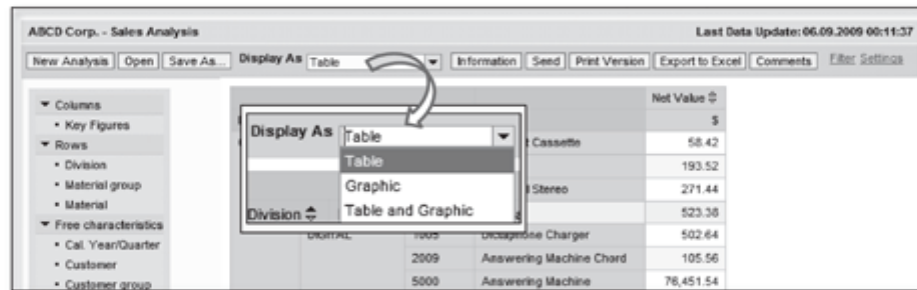 ABCD Corp. - Sales Analysis Last Data Update: 06.09.2009 00:11:37
New Analysis Open Save As... Display As Table Information Send Print Version Export to Excel Comments Filter Settings
Columns
Key Figures
Rows
Division
Material group
Material
Free characteristics
Cal. Year/Quarter
Customer
Customer group
Display As Table
Table
Graphic
Table and Graphic
Division
Net Value
$
Cassette 58.42
193.52
Stereo 271.44
523.38
DIGITAL 1005 Dictaphone Charger 502.64
2009 Answering Machine Chord 105.56
5000 Answering Machine 76,451.54